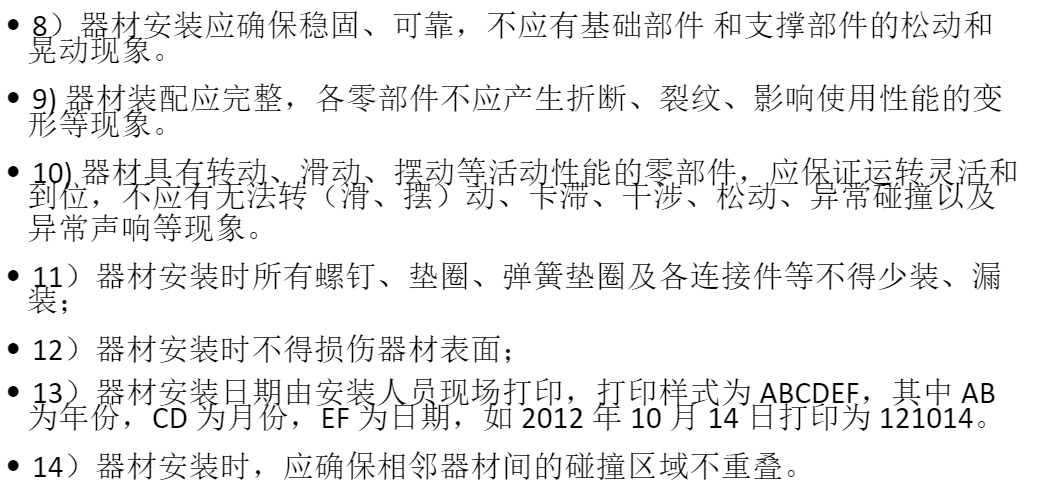 • 8）器材安装应确保稳固、可靠，不应有基础部件 和支撑部件的松动和
晃动现象。
• 9) 器材装配应完整，各零部件不应产生折断、裂纹、影响使用性能的变
形等现象。
• 10) 器材具有转动、滑动、摆动等活动性能的零部件，应保证运转灵活和
到位，不应有无法转（滑、摆）动、卡滞、干涉、松动、异常碰撞以及
异常声响等现象。
• 11）器材安装时所有螺钉、垫圈、弹簧垫圈及各连接件等不得少装、漏
装；
• 12）器材安装时不得损伤器材表面；
• 13）器材安装日期由安装人员现场打印，打印样式为 ABCDEF，其中 AB
为年份，CD 为月份，EF 为日期，如 2012 年 10 月 14 日打印为 121014。
• 14）器材安装时，应确保相邻器材间的碰撞区域不重叠。